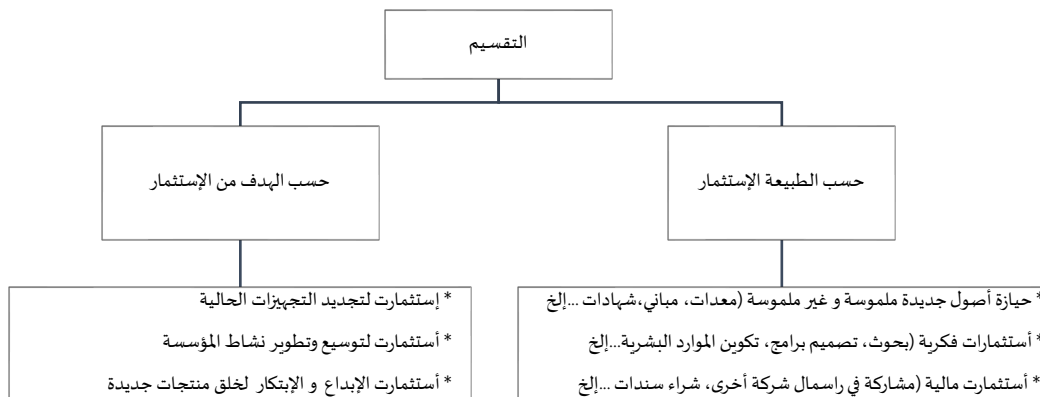 التقسيم
حسب الطبيعة الإستثمار
حسب الهدف من الإستثمار
* حيازة أصول جديدة ملموسة و غير ملموسة (معدات، مباني،شهادات ...إلخ
* أستثمارات فكرية (بحوث، تصميم برامج، تكوين الموارد البشرية...إلخ
* أستثمارت مالية (مشاركة في راسمال شركة أخرى، شراء سندات ...إلخ
* إستثمارت لتجديد التجهيزات الحالية
* أستثمارت لتوسيع وتطوير نشاط المؤسسة
* أستثمارت الإبداع و الإبتكار لخلق منتجات جديدة